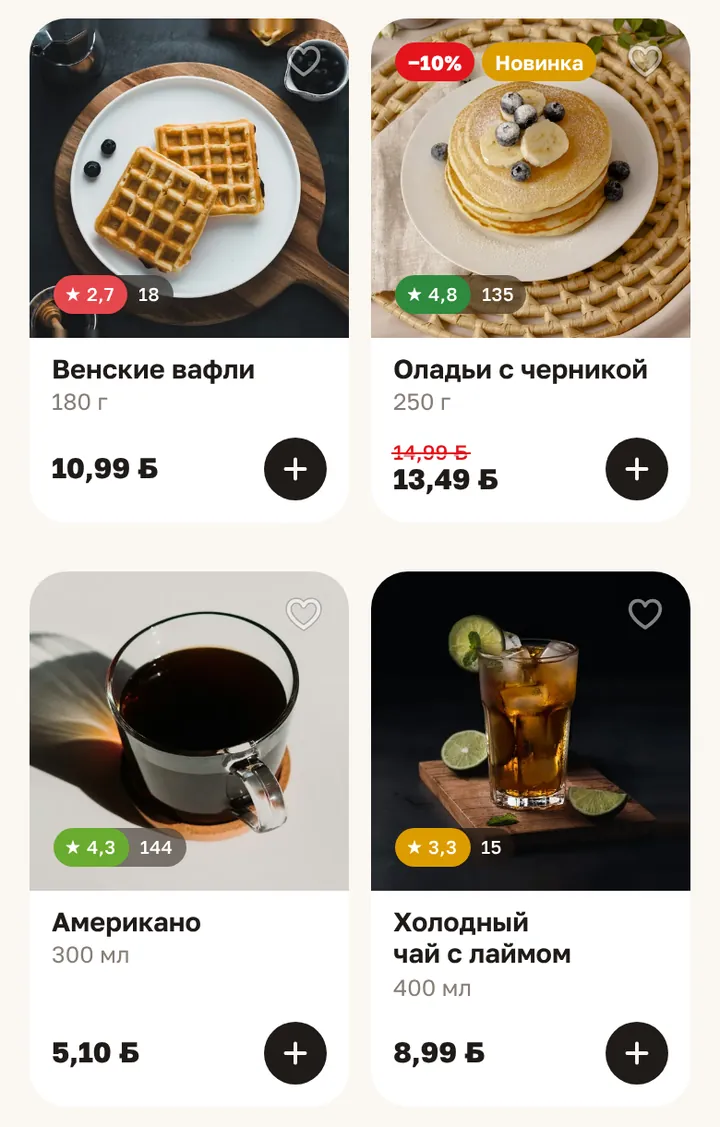 ★ 2,7 18
Венские вафли
180 г
10,99 Б
–10% Новинка
★ 4,8 135
Оладьи с черникой
250 г
14,99 Б
13,49 Б
★ 4,3 144
Американо
300 мл
5,10 Б
★ 3,3 15
Холодный
чай с лаймом
400 мл
8,99 Б